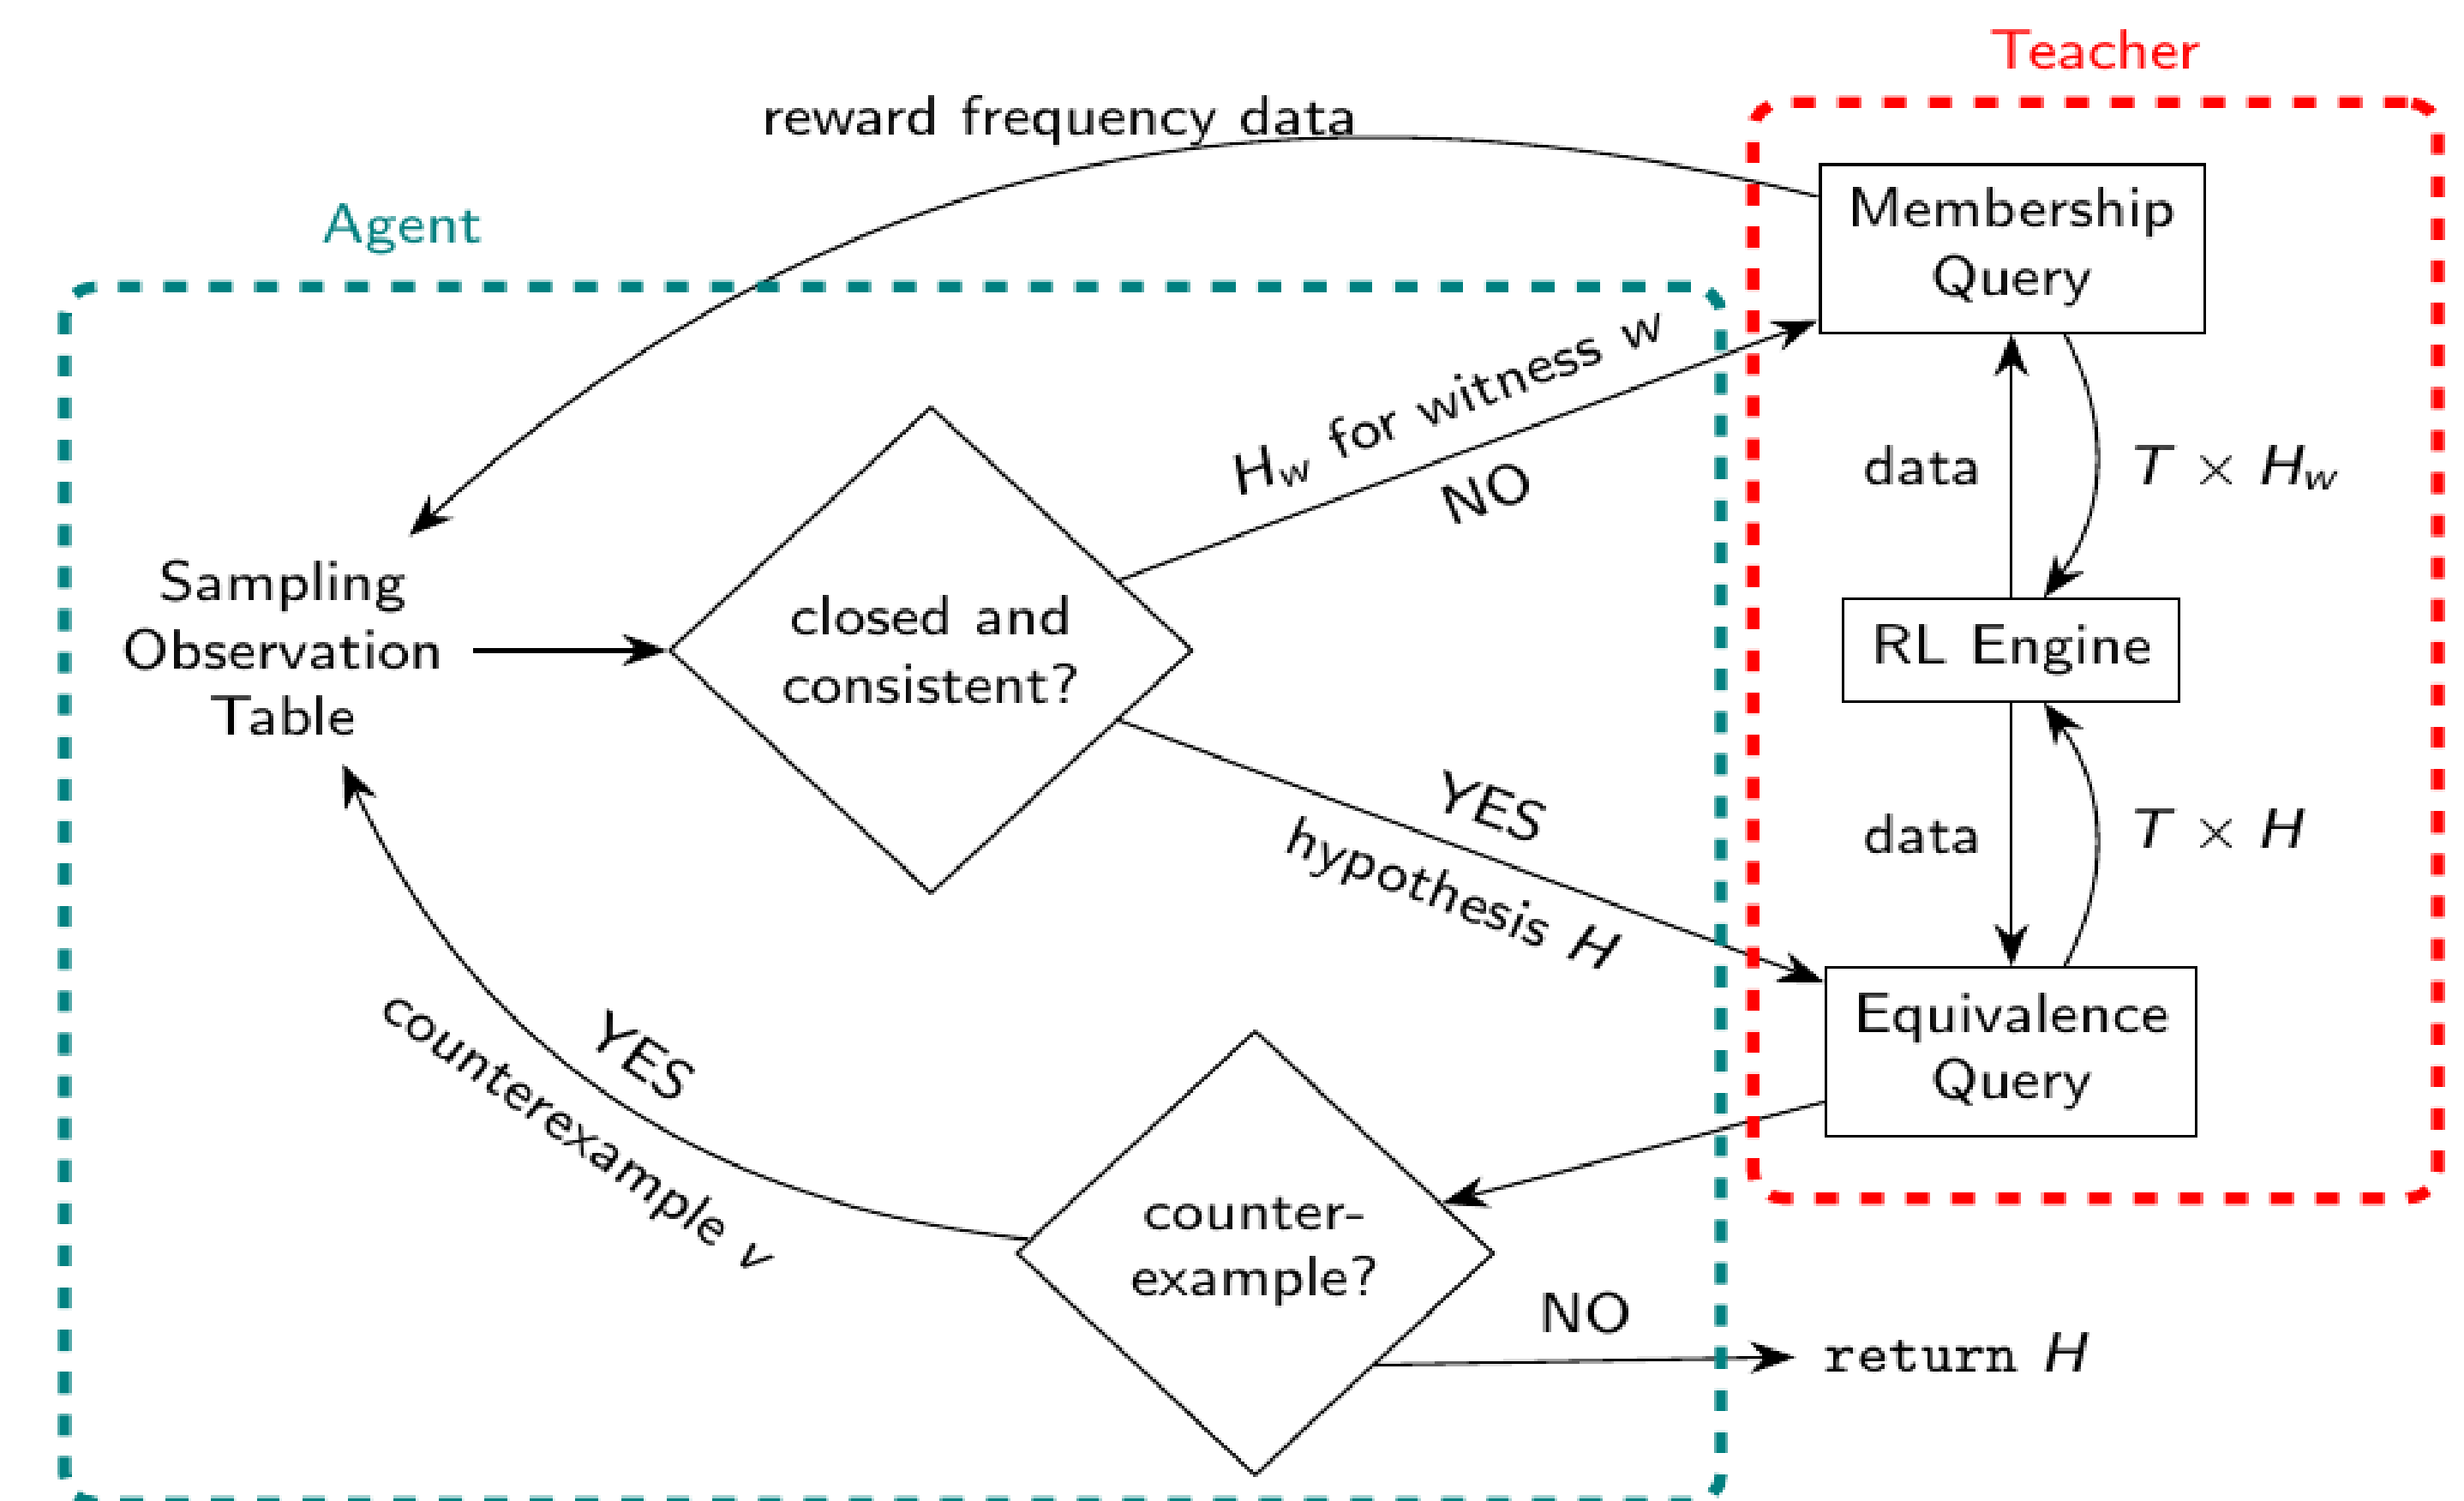 Teacher
reward frequency data
Agent
Membership
Query
H_w for witness w
NO
data
T × H_w
Sampling
Observation
Table
closed and
consistent?
RL Engine
YES
hypothesis H
data
T × H
Equivalence
Query
YES
counterexample v
counter-
example?
NO
return H